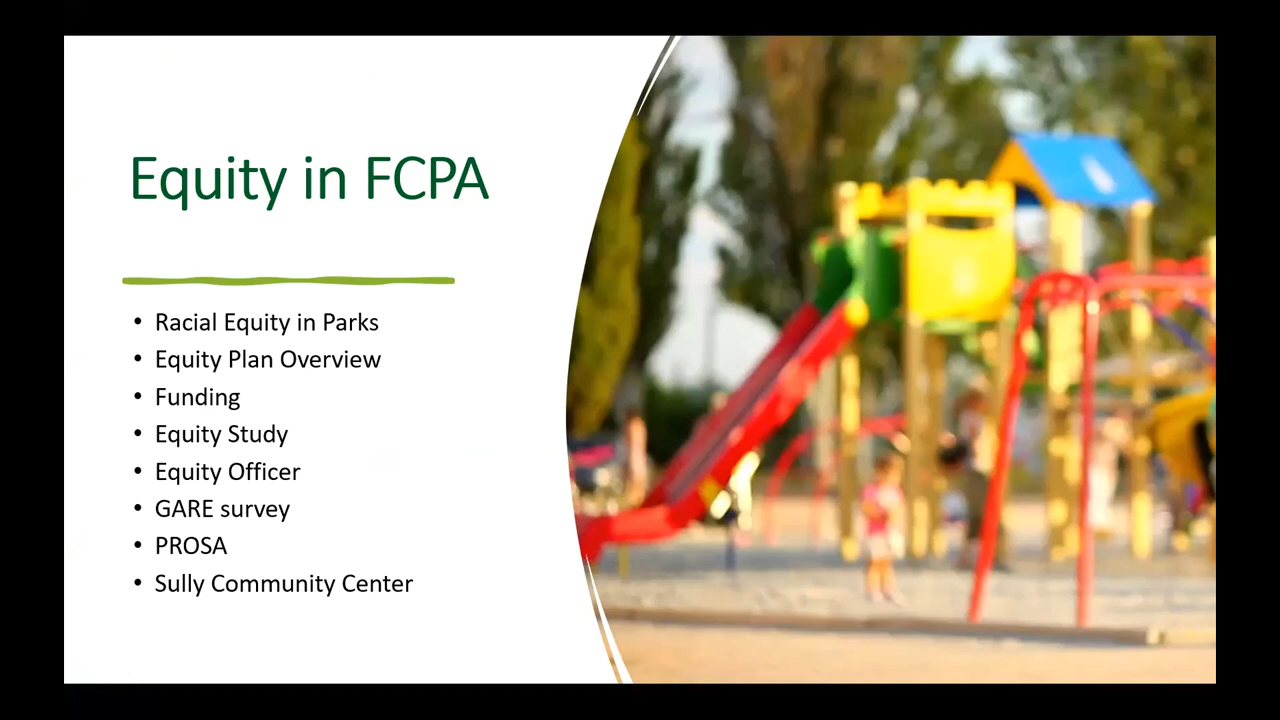 Equity in FCPA
• Racial Equity in Parks
• Equity Plan Overview
• Funding
• Equity Study
• Equity Officer
• GARE survey
• PROSA
• Sully Community Center